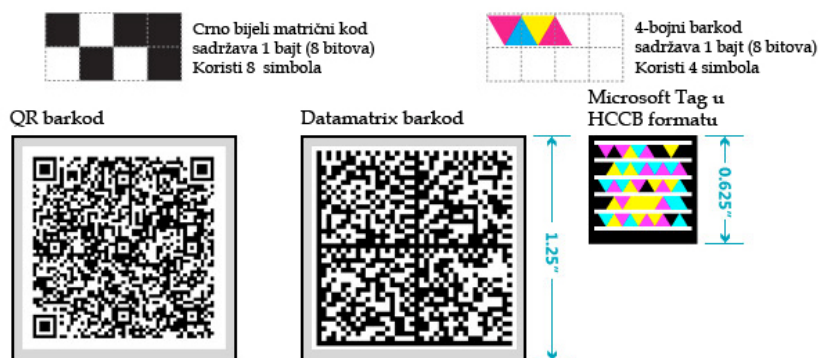 Crno bijeli matrični kod
sadržava 1 bajt (8 bitova)
Koristi 8 simbola
4-bojni barkod
sadržava 1 bajt (8 bitova)
Koristi 4 simbola
QR barkod
Datamatrix barkod
Microsoft Tag u
HCCB formatu
1.25"
0.625"